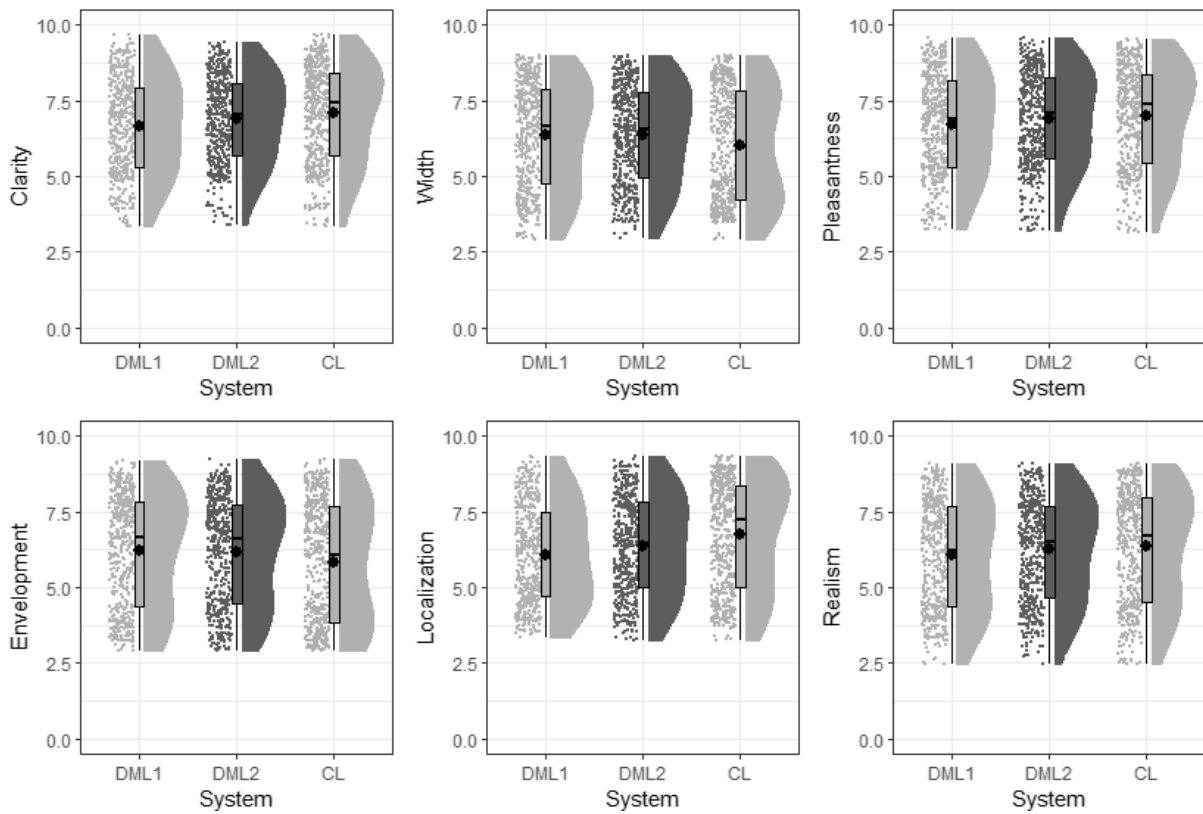 Clarity
10.0
7.5
5.0
2.5
0.0
DML1 DML2 CL
System
Width
10.0
7.5
5.0
2.5
0.0
DML1 DML2 CL
System
Pleasantness
10.0
7.5
5.0
2.5
0.0
DML1 DML2 CL
System
Envelopment
10.0
7.5
5.0
2.5
0.0
DML1 DML2 CL
System
Localization
10.0
7.5
5.0
2.5
0.0
DML1 DML2 CL
System
Realism
10.0
7.5
5.0
2.5
0.0
DML1 DML2 CL
System